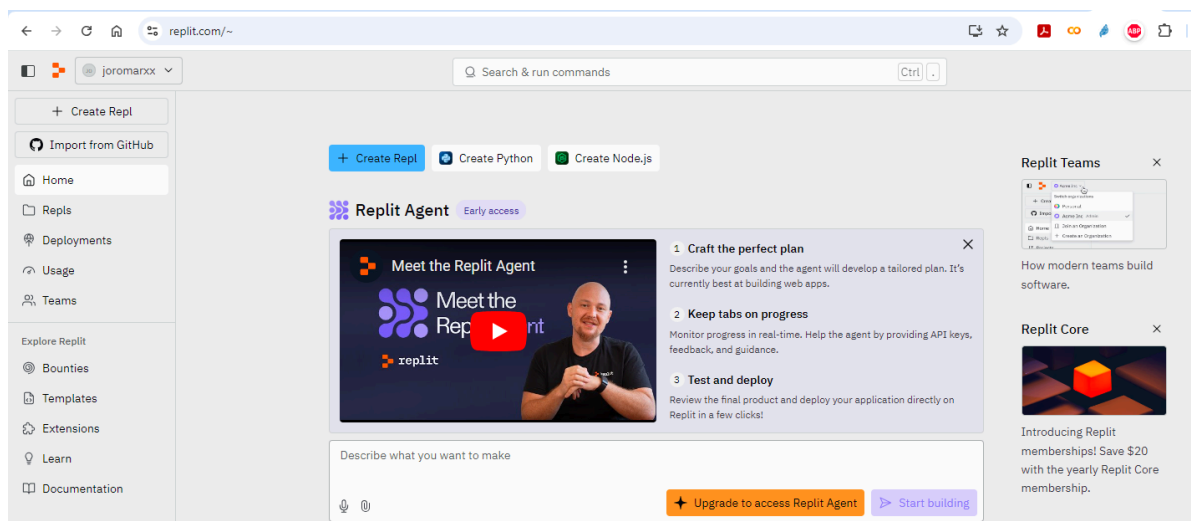 replit.com/~
ABP
joromarxx
Search & run commands
Ctrl .
+ Create Repl
Import from GitHub
Home
Repls
Deployments
Usage
Teams
Explore Replit
Bounties
Templates
Extensions
Learn
Documentation
+ Create Repl
Create Python
Create Node.js
Replit Agent
Early access
Meet the Replit Agent
Meet the
replit
1 Craft the perfect plan
Describe your goals and the agent will develop a tailored plan. It's
currently best at building web apps.
2 Keep tabs on progress
Monitor progress in real-time. Help the agent by providing API keys,
feedback, and guidance.
3 Test and deploy
Review the final product and deploy your application directly on
Replit in a few clicks!
Describe what you want to make
Upgrade to access Replit Agent
Start building
Replit Teams
How modern teams build
software.
Replit Core
Introducing Replit
memberships! Save $20
with the yearly Replit Core
membership.